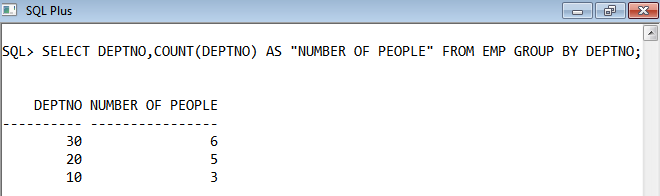 SQL Plus
SQL> SELECT DEPTNO,COUNT(DEPTNO) AS "NUMBER OF PEOPLE" FROM EMP GROUP BY DEPTNO;
DEPTNO NUMBER OF PEOPLE
---------- ----------------
30 6
20 5
10 3